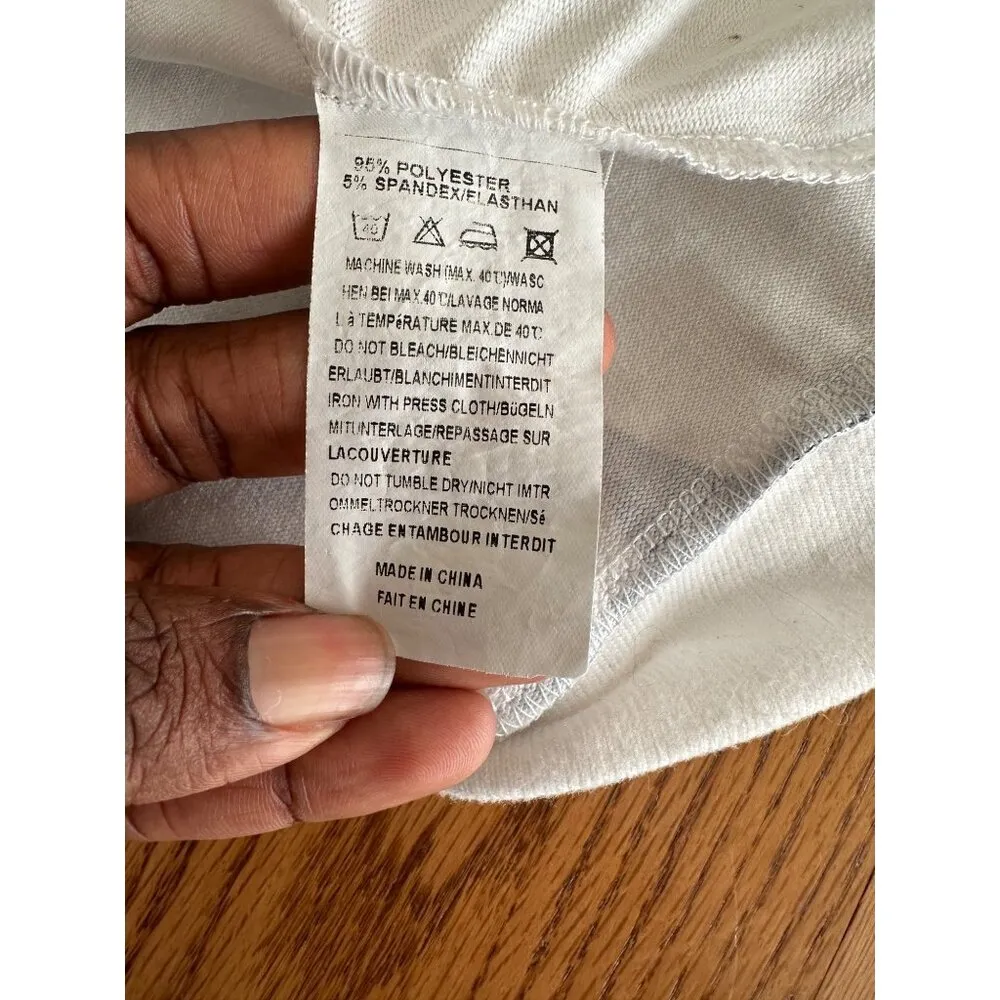 95% POLYESTER
5% SPANDEX/ELASTHAN
40
MACHINE WASH (MAX. 40℃)/WASC
HEN BEI MAX.40℃/LAVAGE NORMA
L à TEMPéRATURE MAX.DE 40℃
DO NOT BLEACH/BLEICHENNICHT
ERLAUBT/BLANCHIMENTINTERDIT
IRON WITH PRESS CLOTH/BüGELN
MITUNTERLAGE/REPASSAGE SUR
LACOUVERTURE
DO NOT TUMBLE DRY/NICHT IMTR
OMMELTROCKNER TROCKNEN/Sé
CHAGE ENTAMBOUR INTERDIT
MADE IN CHINA
FAIT EN CHINE